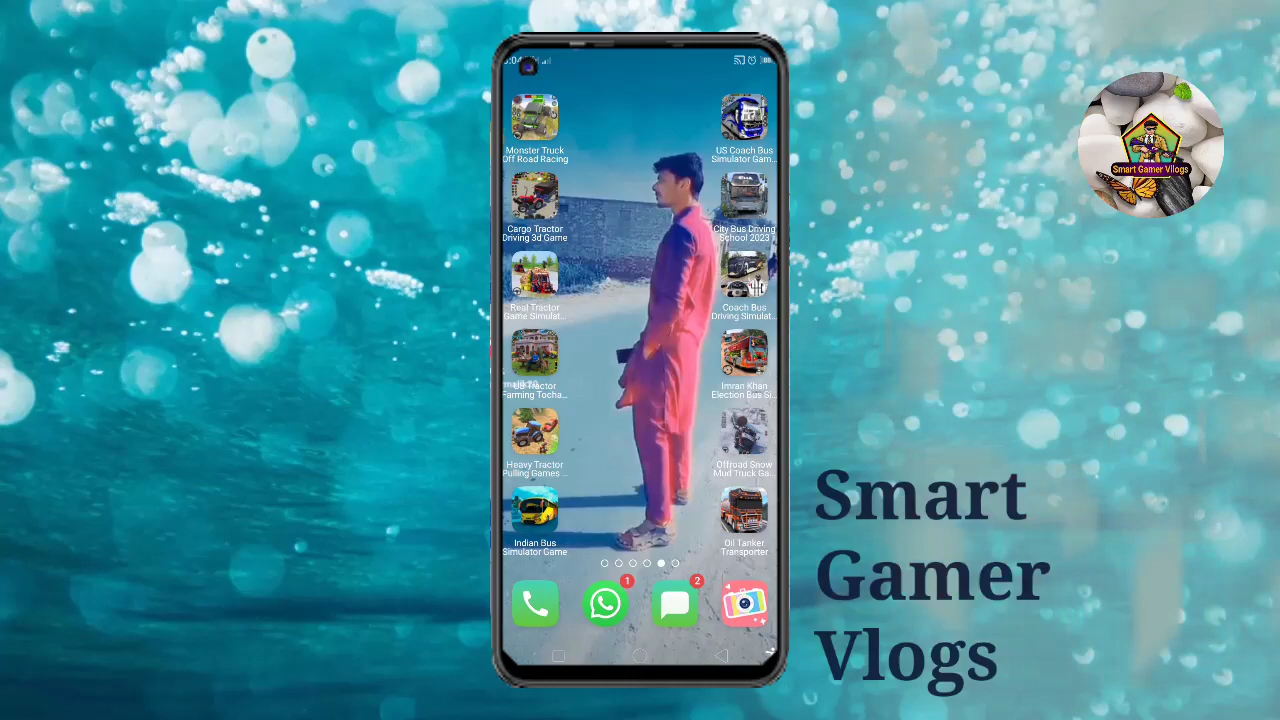 Monster Truck
Off Road Racing
US Coach Bus
Simulator Gam...
Cargo Tractor
Driving 3d Game
City Bus Driving
School 2023
Real Tractor
Game Simulat...
Coach Bus
Driving Simulat...
Tractor
Farming Tocha...
Imran Khan
Election Bus Si...
Heavy Tractor
Pulling Games ...
Offroad Snow
Mud Truck Ga...
Indian Bus
Simulator Game
Oil Tanker
Transporter
1
2
Smart Gamer Vlogs
Smart
Gamer
Vlogs